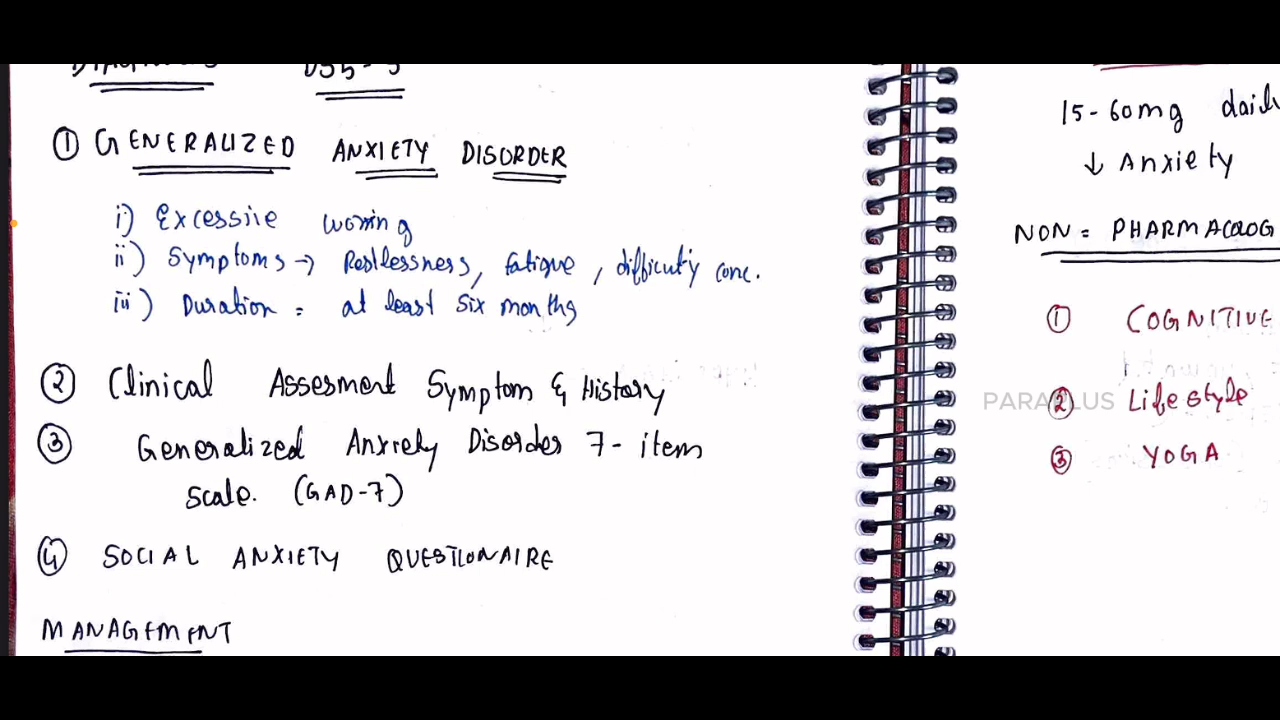 ① GENERALIZED ANXIETY DISORDER
i) Excessive worring
ii) Symptoms → Restlessness, fatigue, difficulty conc.
iii) Duration = at least six months
② Clinical Assesment Symptom & History
③ Generalized Anxiety Disorder 7-item
scale. (GAD-7)
④ SOCIAL ANXIETY QUESTIONAIRE
MANAGEMENT
15-60mg daily
↓ Anxiety
NON = PHARMACOLOG
① COGNITIVE
② Lifestyle
③ YOGA
PARAPLUS